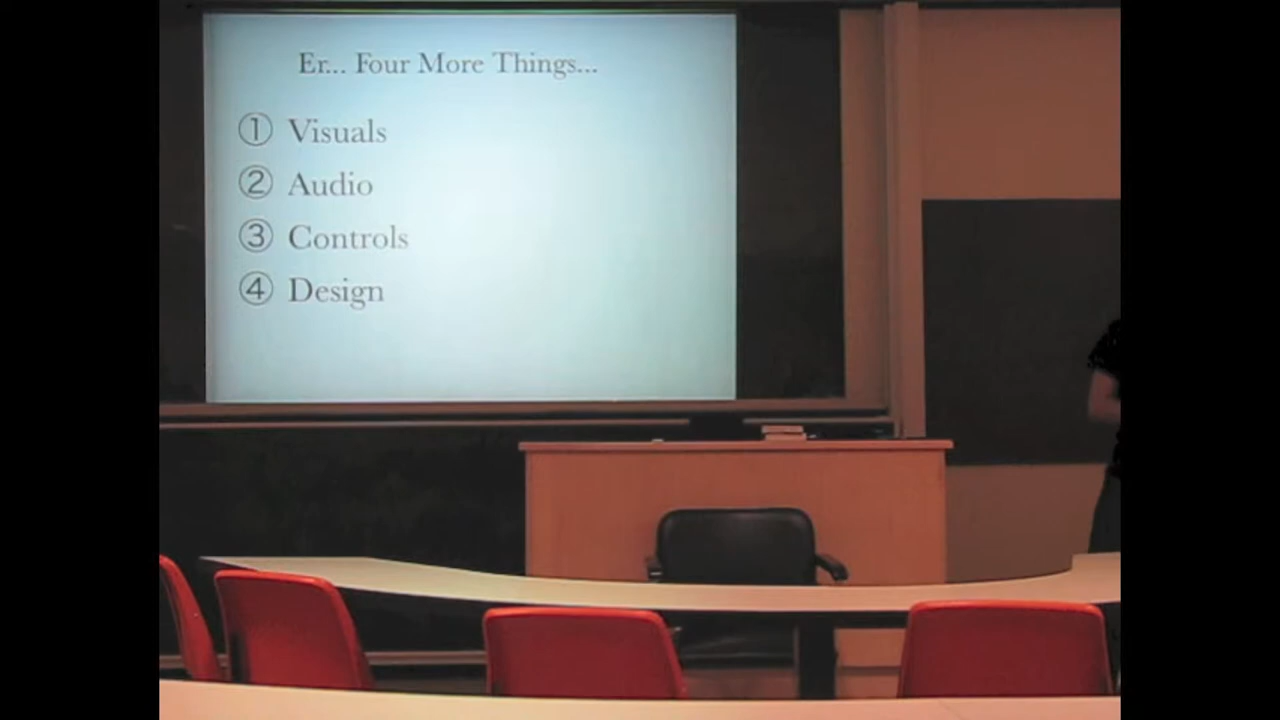 Er... Four More Things...
① Visuals
② Audio
③ Controls
④ Design